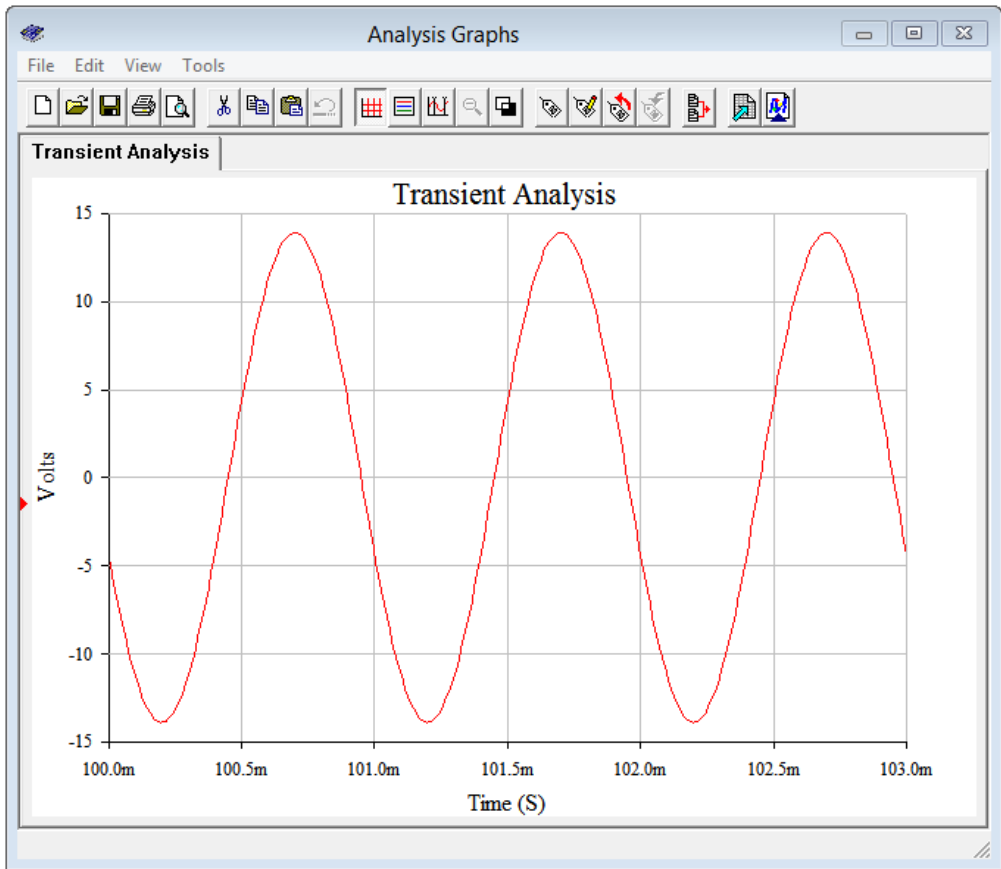 Analysis Graphs
File Edit View Tools
Transient Analysis
Transient Analysis
15
10
5
0
-5
-10
-15
Volts
100.0m 100.5m 101.0m 101.5m 102.0m 102.5m 103.0m
Time (S)